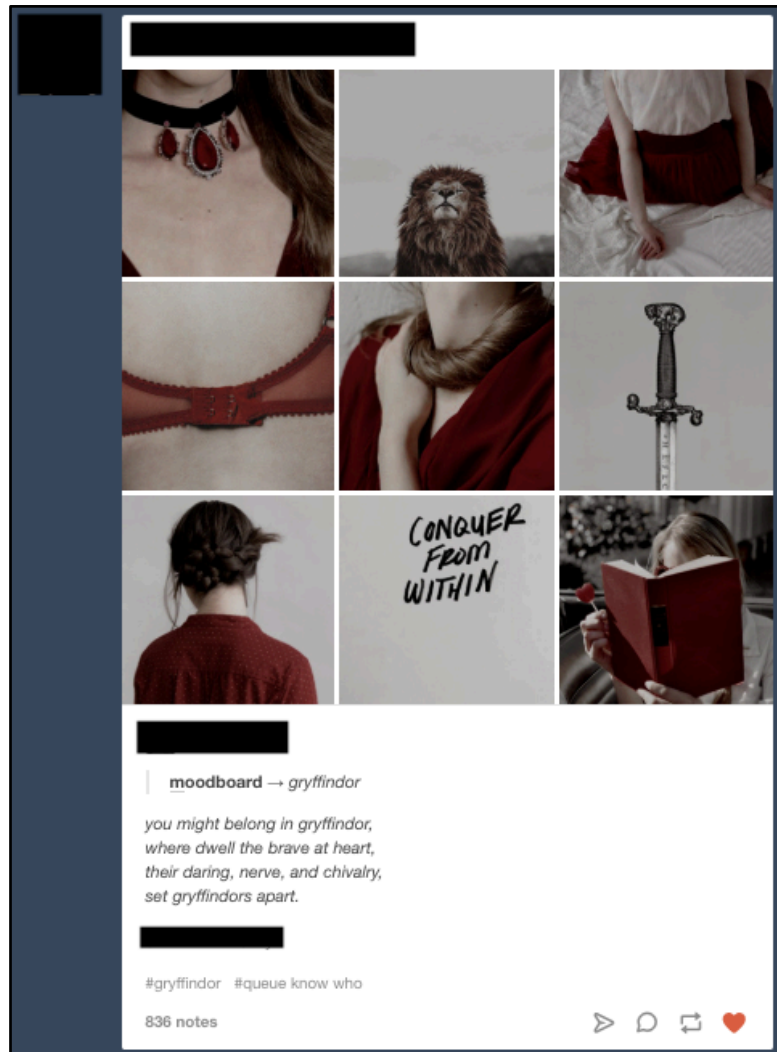 CONQUER
FROM
WITHIN
moodboard → gryffindor
you might belong in gryffindor,
where dwell the brave at heart,
their daring, nerve, and chivalry,
set gryffindors apart.
#gryffindor #queue know who
836 notes